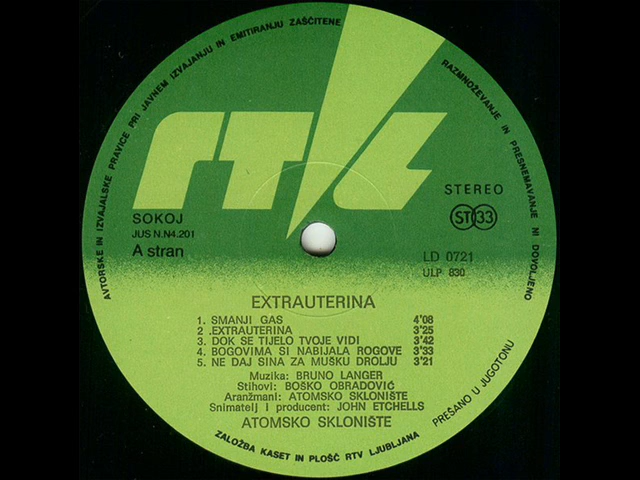 AVTORSKE IN IZVAJALSKE PRAVICE PRI JAVNEM IZVAJANJU IN EMITIRANJU ZAŠČITENE
RAZMNOŽEVANJE IN PRESNEMAVANJE NI DOVOLJENO
rtl
SOKOJ
JUS N.N4.201
A stran
STEREO
ST 33
LD 0721
ULP 830
EXTRAUTERINA
1. SMANJI GAS 4'08
2. .EXTRAUTERINA 3'25
3. DOK SE TIJELO TVOJE VIDI 3'42
4. BOGOVIMA SI NABIJALA ROGOVE 3'33
5. NE DAJ SINA ZA MUŠKU DROLJU 3'21
Muzika: BRUNO LANGER
Stihovi: BOŠKO OBRADOVIĆ
Aranžmani: ATOMSKO SKLONIŠTE
Snimatelj i producent: JOHN ETCHELLS
ATOMSKO SKLONIŠTE
PREŠANO U JUGOTONU
ZALOŽBA KASET IN PLOŠČ RTV LJUBLJANA